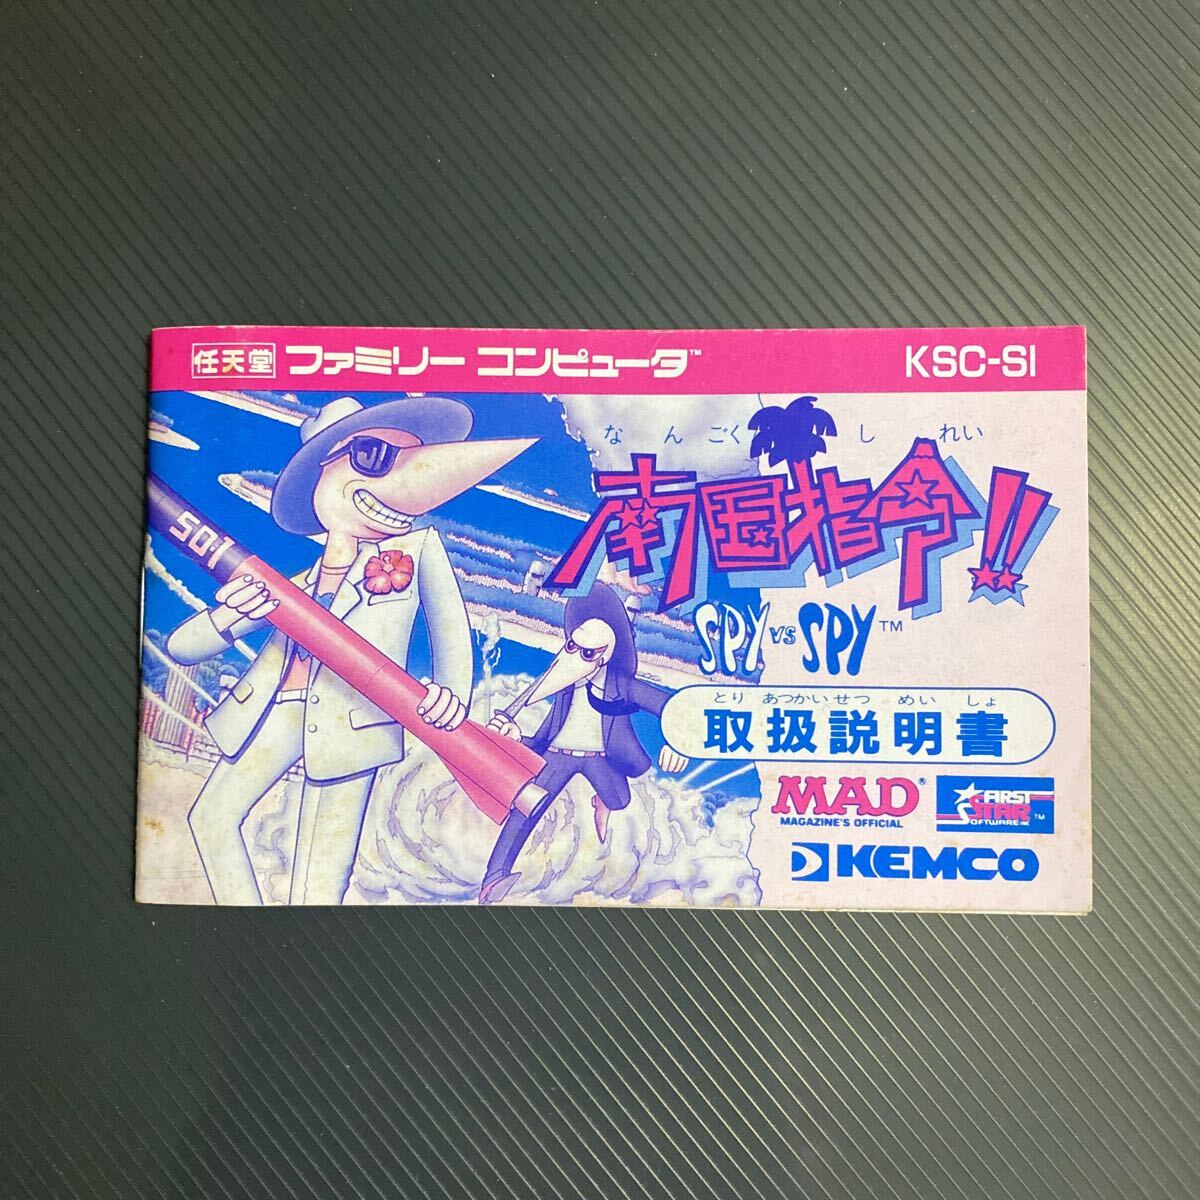 任天堂 ファミリー コンピュータ™ KSC-SI
なんごく しれい
南国指令!!
SPY vs SPY™
とりあつかいせつめいしょ
取扱説明書
SO-1
MAD®
MAGAZINE'S OFFICIAL
FIRST STAR SOFTWARE INC. ™
KEMCO